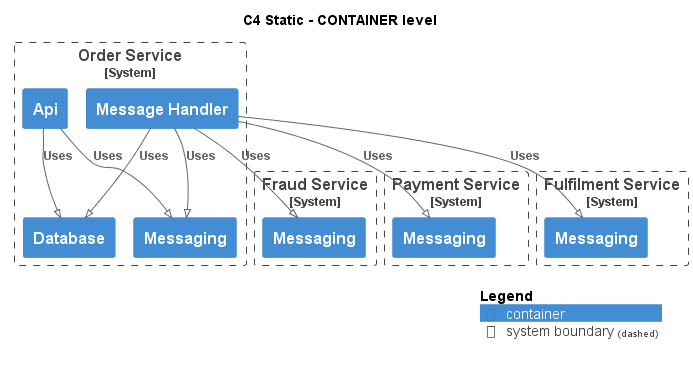 C4 Static - CONTAINER level
Order Service
[System]
Api
Message Handler
Uses
Uses
Uses
Uses
Uses
Uses
Uses
Database
Messaging
Fraud Service
[System]
Messaging
Payment Service
[System]
Messaging
Fulfilment Service
[System]
Messaging
Legend
container
system boundary (dashed)